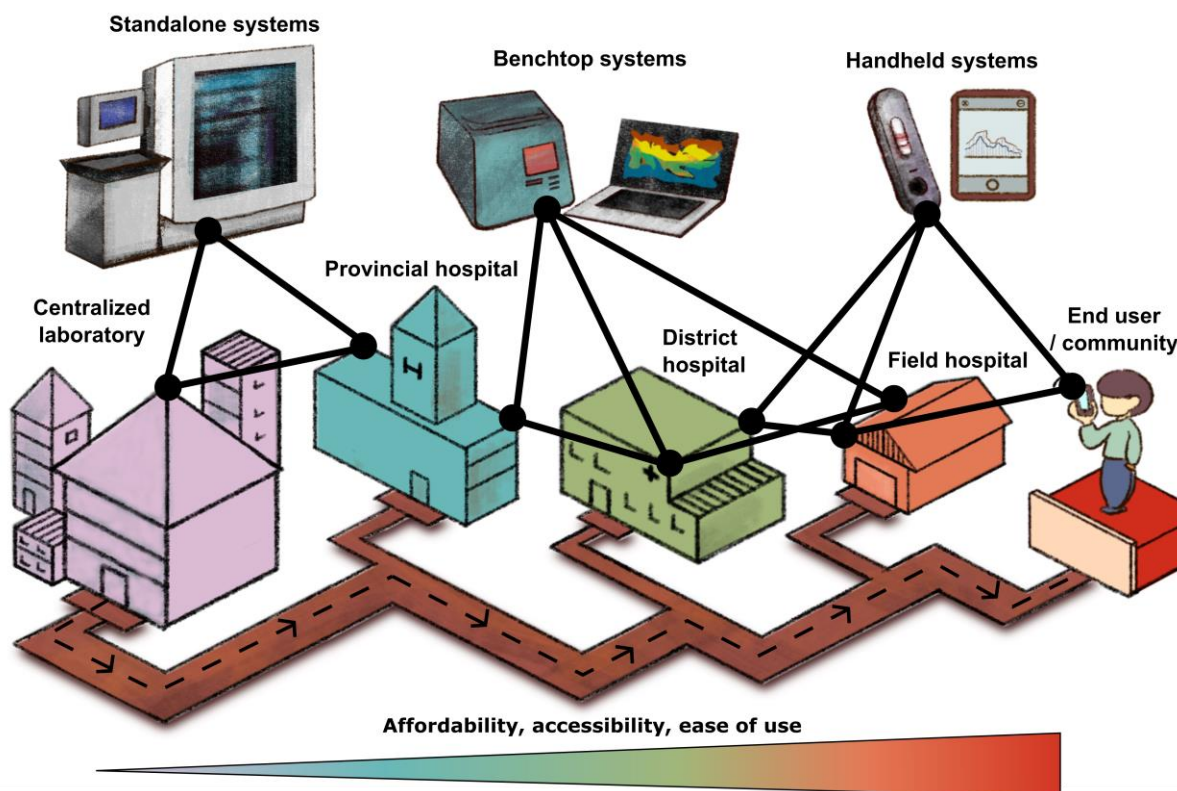 Standalone systems
Benchtop systems
Handheld systems
Centralized
laboratory
Provincial hospital
District
hospital
Field hospital
End user
/ community
Affordability, accessibility, ease of use